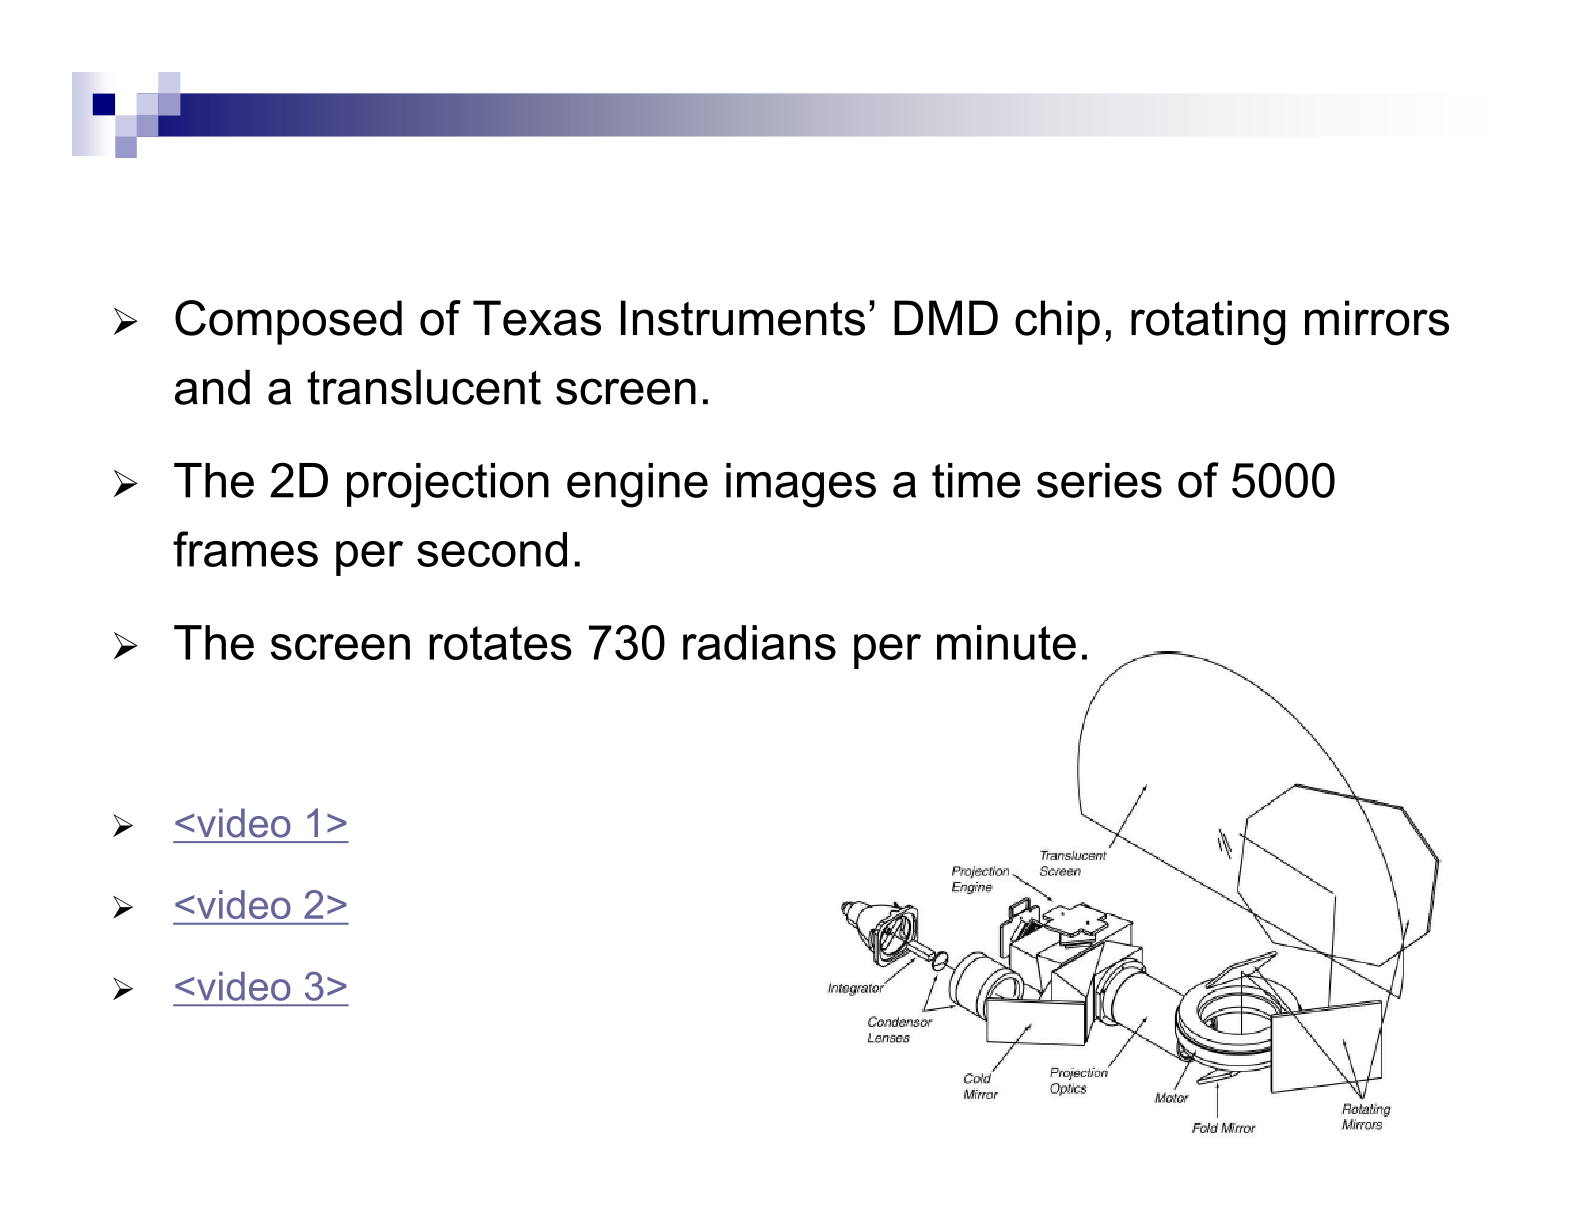 Composed of Texas Instruments’ DMD chip, rotating mirrors
and a translucent screen.
The 2D projection engine images a time series of 5000
frames per second.
The screen rotates 730 radians per minute.
<video 1>
<video 2>
<video 3>
Translucent
Screen
Projection
Engine
Integrator
Condensor
Lenses
Cold
Mirror
Projection
Optics
Motor
Fold Mirror
Rotating
Mirrors